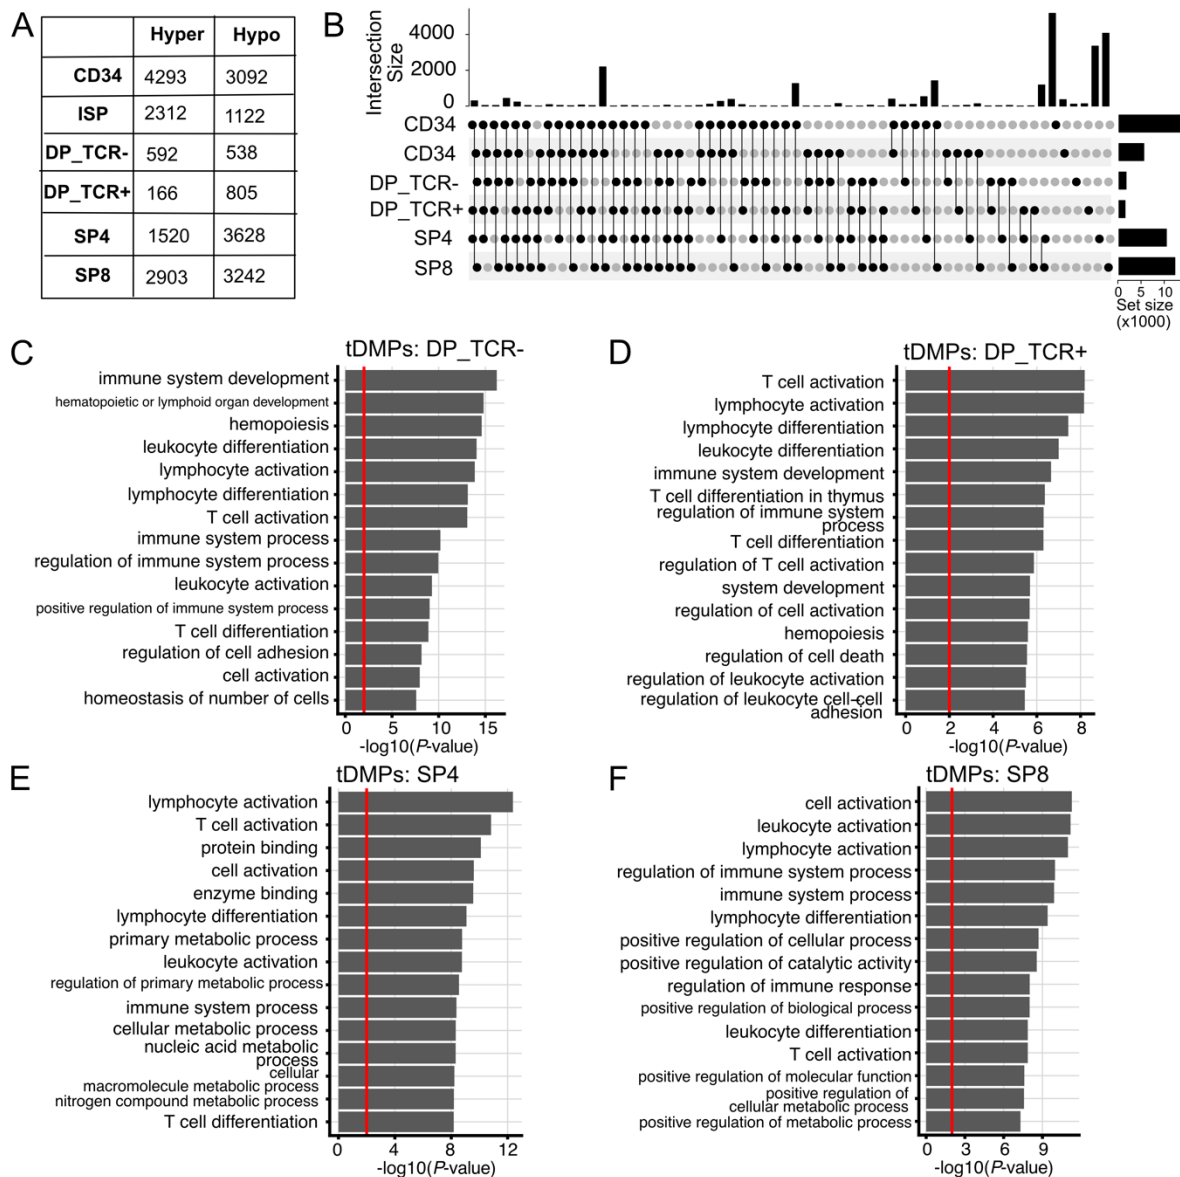 A
Hyper Hypo
CD34 4293 3092
ISP 2312 1122
DP_TCR- 592 538
DP_TCR+ 166 805
SP4 1520 3628
SP8 2903 3242
B
Intersection
Size
4000
2000
0
CD34
CD34
DP_TCR-
DP_TCR+
SP4
SP8
0 5 10
Set size
(x1000)
C
tDMPs: DP_TCR-
immune system development
hematopoietic or lymphoid organ development
hemopoiesis
leukocyte differentiation
lymphocyte activation
lymphocyte differentiation
T cell activation
immune system process
regulation of immune system process
leukocyte activation
positive regulation of immune system process
T cell differentiation
regulation of cell adhesion
cell activation
homeostasis of number of cells
0 5 10 15
-log10(P-value)
D
tDMPs: DP_TCR+
T cell activation
lymphocyte activation
lymphocyte differentiation
leukocyte differentiation
immune system development
T cell differentiation in thymus
regulation of immune system
process
T cell differentiation
regulation of T cell activation
system development
regulation of cell activation
hemopoiesis
regulation of cell death
regulation of leukocyte activation
regulation of leukocyte cell-cell
adhesion
0 2 4 6 8
-log10(P-value)
E
tDMPs: SP4
lymphocyte activation
T cell activation
protein binding
cell activation
enzyme binding
lymphocyte differentiation
primary metabolic process
leukocyte activation
regulation of primary metabolic process
immune system process
cellular metabolic process
nucleic acid metabolic
process
cellular
macromolecule metabolic process
nitrogen compound metabolic process
T cell differentiation
0 4 8 12
-log10(P-value)
F
tDMPs: SP8
cell activation
leukocyte activation
lymphocyte activation
regulation of immune system process
immune system process
lymphocyte differentiation
positive regulation of cellular process
positive regulation of catalytic activity
regulation of immune response
positive regulation of biological process
leukocyte differentiation
T cell activation
positive regulation of molecular function
positive regulation of
cellular metabolic process
positive regulation of metabolic process
0 3 6 9
-log10(P-value)